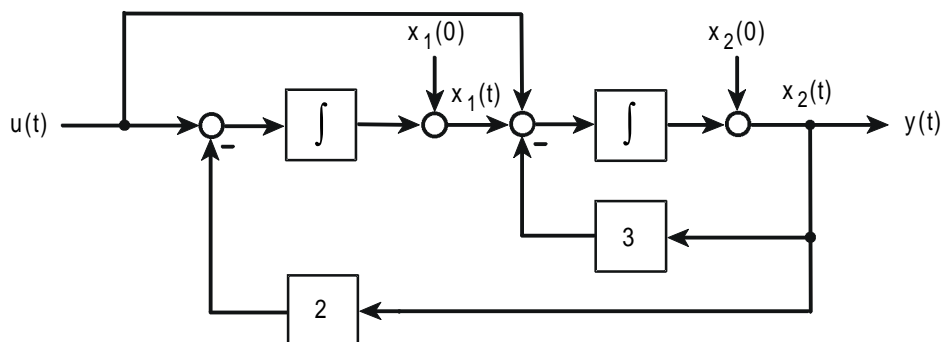 x₁(0)
x₂(0)
x₁(t)
x₂(t)
u(t)
∫
∫
y(t)
–
–
3
2